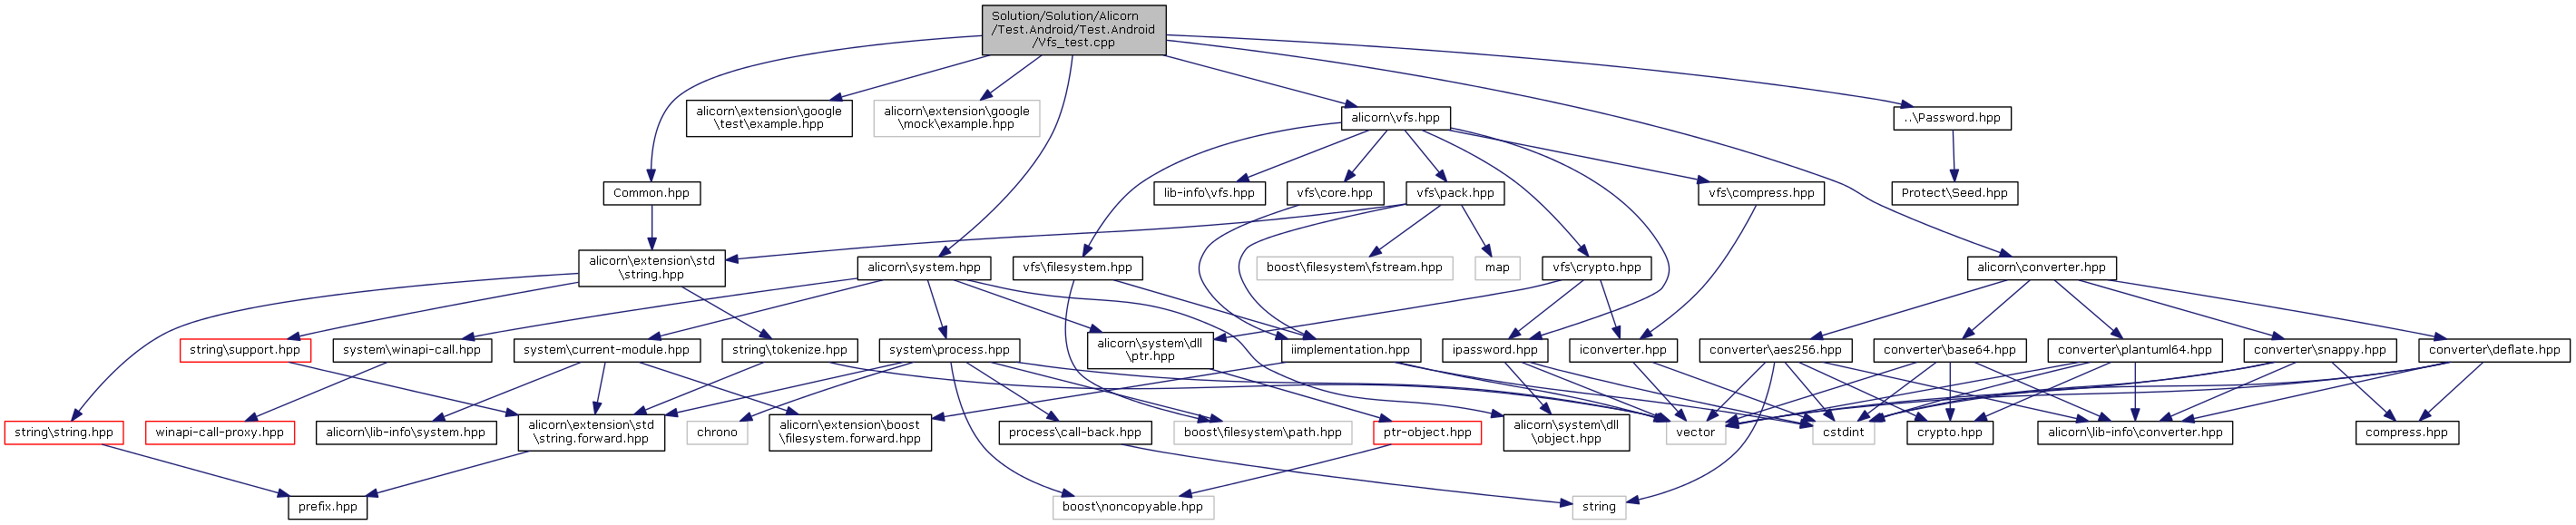 Solution/Solution/Alicorn
/Test.Android/Test.Android
/Vfs_test.cpp
alicorn\extension\google
\test\example.hpp
alicorn\extension\google
\mock\example.hpp
alicorn\vfs.hpp
..\Password.hpp
Common.hpp
lib-info\vfs.hpp
vfs\core.hpp
vfs\pack.hpp
vfs\compress.hpp
Protect\Seed.hpp
alicorn\extension\std
\string.hpp
alicorn\system.hpp
vfs\filesystem.hpp
boost\filesystem\fstream.hpp
map
vfs\crypto.hpp
alicorn\converter.hpp
string\support.hpp
system\winapi-call.hpp
system\current-module.hpp
string\tokenize.hpp
system\process.hpp
alicorn\system\dll
\ptr.hpp
iimplementation.hpp
ipassword.hpp
iconverter.hpp
converter\aes256.hpp
converter\base64.hpp
converter\plantuml64.hpp
converter\snappy.hpp
converter\deflate.hpp
string\string.hpp
winapi-call-proxy.hpp
alicorn\lib-info\system.hpp
alicorn\extension\std
\string.forward.hpp
chrono
alicorn\extension\boost
\filesystem.forward.hpp
process\call-back.hpp
boost\filesystem\path.hpp
ptr-object.hpp
alicorn\system\dll
\object.hpp
vector
cstdint
crypto.hpp
alicorn\lib-info\converter.hpp
compress.hpp
prefix.hpp
boost\noncopyable.hpp
string